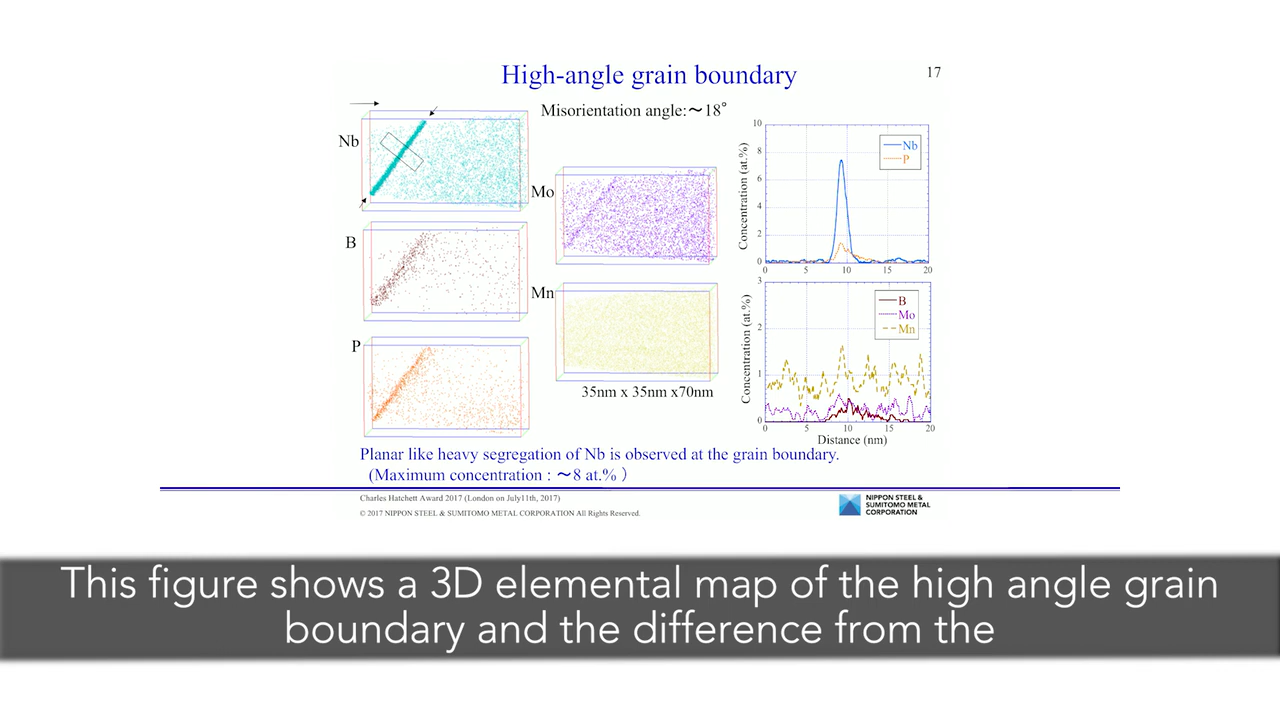 High-angle grain boundary
17
Misorientation angle:～18°
Nb
B
P
Mo
Mn
35nm x 35nm x70nm
Concentration (at.%)
10
8
6
4
2
0
0 5 10 15 20
Nb
P
Concentration (at.%)
3
2
1
0
0 5 10 15 20
B
Mo
Mn
Distance (nm)
Planar like heavy segregation of Nb is observed at the grain boundary.
(Maximum concentration : ～8 at.% )
Charles Hatchett Award 2017 (London on July11th, 2017)
© 2017 NIPPON STEEL & SUMITOMO METAL CORPORATION All Rights Reserved.
NIPPON STEEL &
SUMITOMO METAL
CORPORATION
This figure shows a 3D elemental map of the high angle grain
boundary and the difference from the